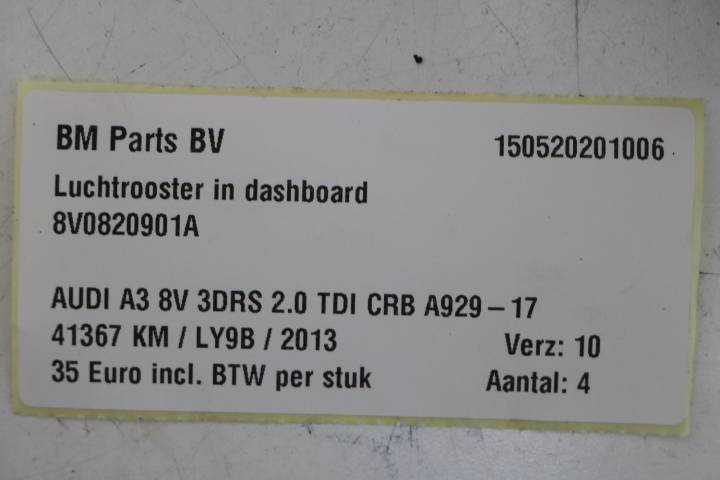 BM Parts BV 150520201006
Luchtrooster in dashboard
8V0820901A
AUDI A3 8V 3DRS 2.0 TDI CRB A929 – 17
41367 KM / LY9B / 2013 Verz: 10
35 Euro incl. BTW per stuk Aantal: 4